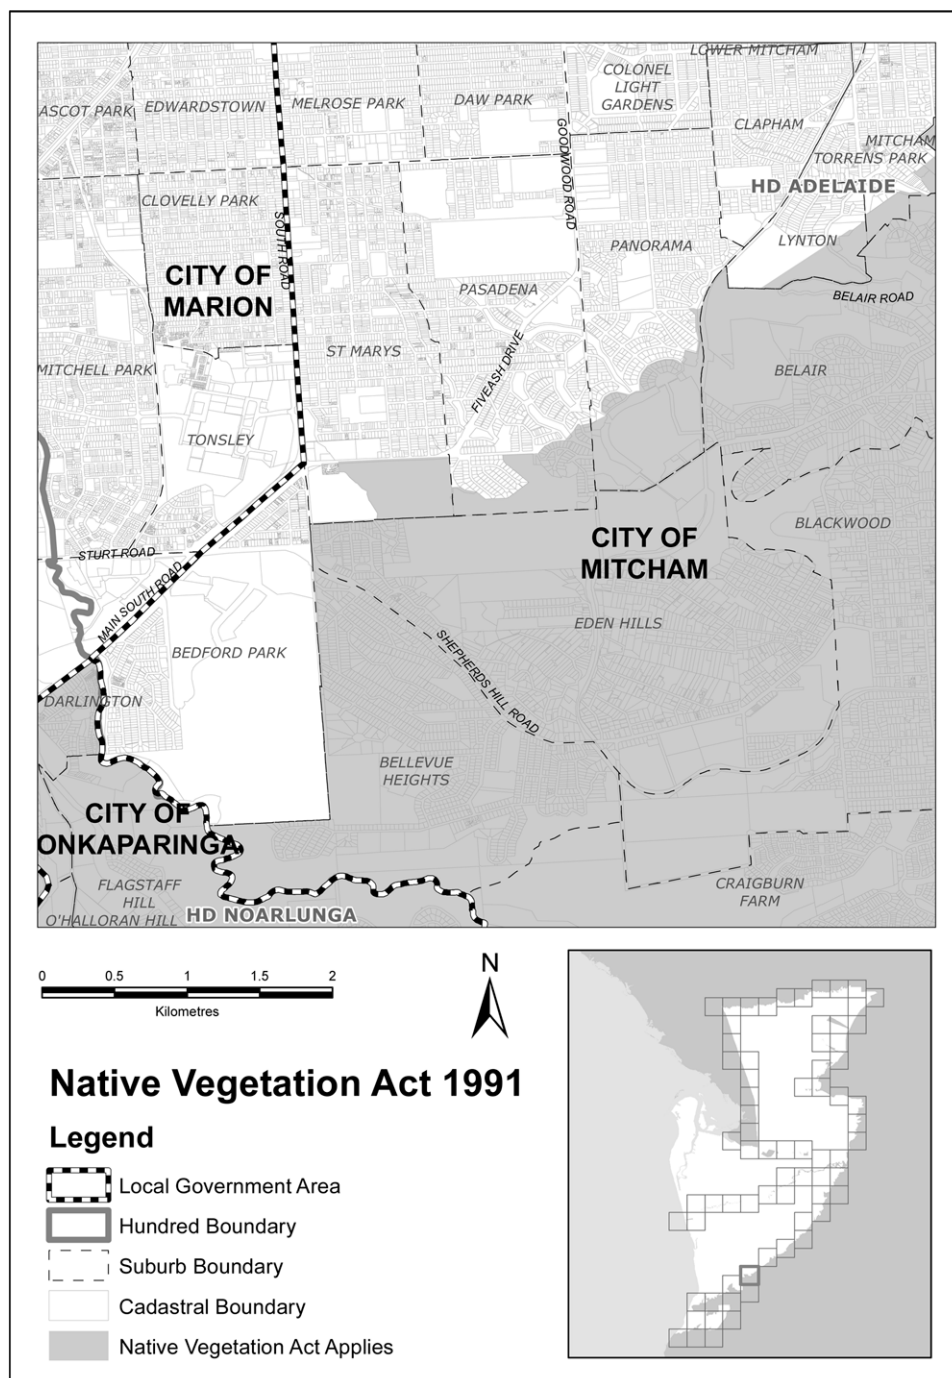 LOWER MITCHAM
COLONEL
LIGHT
GARDENS
ASCOT PARK
EDWARDSTOWN
MELROSE PARK
DAW PARK
CLAPHAM
MITCHAM
TORRENS PARK
GOODWOOD ROAD
HD ADELAIDE
CLOVELLY PARK
SOUTH ROAD
PANORAMA
LYNTON
CITY OF
MARION
PASADENA
BELAIR ROAD
ST MARYS
FIVEASH DRIVE
MITCHELL PARK
BELAIR
TONSLEY
BLACKWOOD
CITY OF
MITCHAM
STURT ROAD
MAIN SOUTH ROAD
EDEN HILLS
BEDFORD PARK
SHEPHERDS HILL ROAD
DARLINGTON
BELLEVUE
HEIGHTS
CITY OF
ONKAPARINGA
FLAGSTAFF
HILL
O'HALLORAN HILL
HD NOARLUNGA
CRAIGBURN
FARM
0 0.5 1 1.5 2
Kilometres
N
Native Vegetation Act 1991
Legend
Local Government Area
Hundred Boundary
Suburb Boundary
Cadastral Boundary
Native Vegetation Act Applies